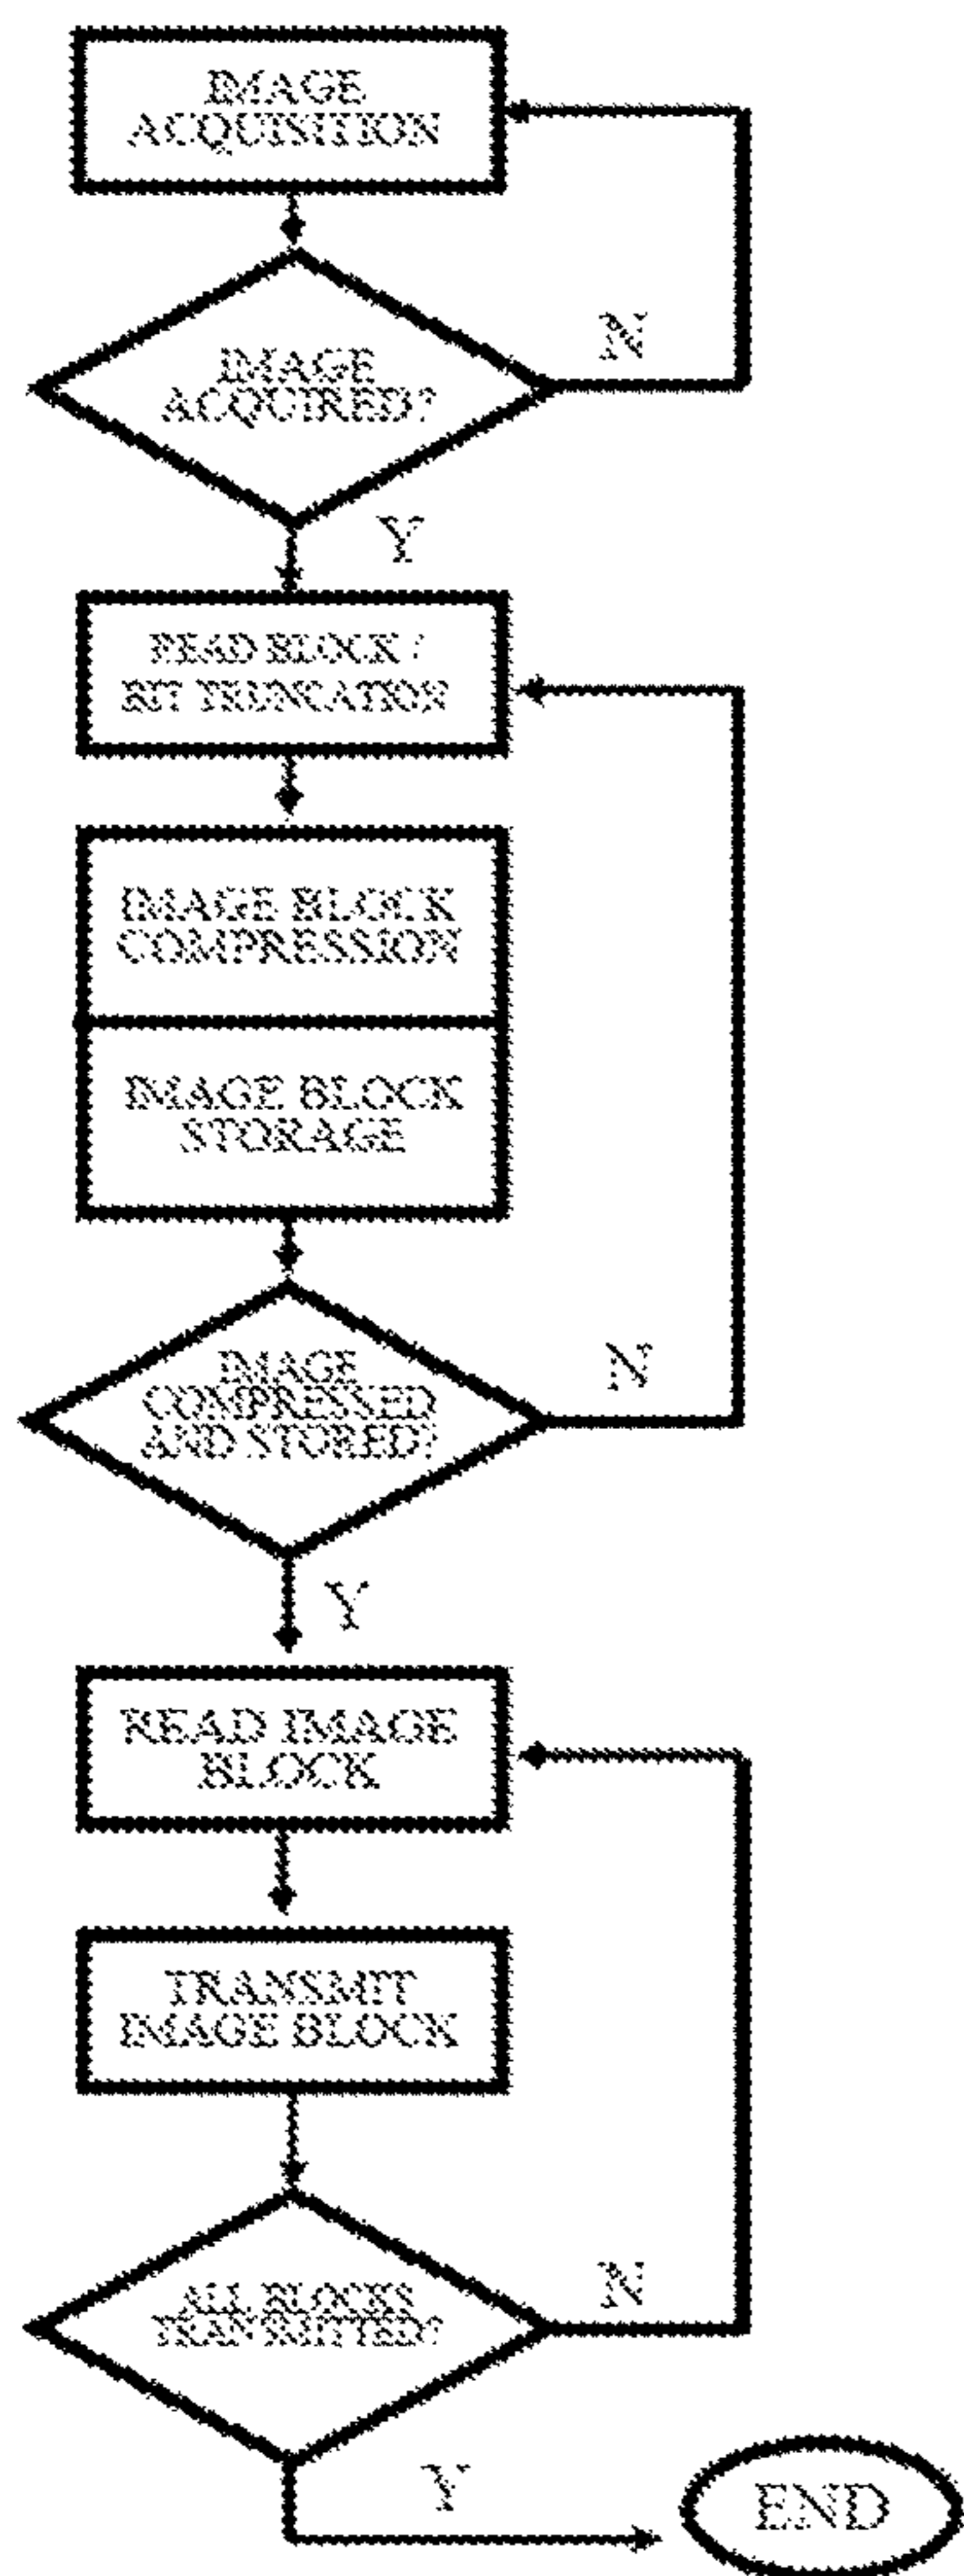 IMAGE
ACQUISITION
N
IMAGE
ACQUIRED?
Y
READ BLOCK /
BIT TRUNCATION
IMAGE BLOCK
COMPRESSION
IMAGE BLOCK
STORAGE
N
IMAGE
COMPRESSED
AND STORED?
Y
READ IMAGE
BLOCK
TRANSMIT
IMAGE BLOCK
N
ALL BLOCKS
TRANSMITTED?
Y
END